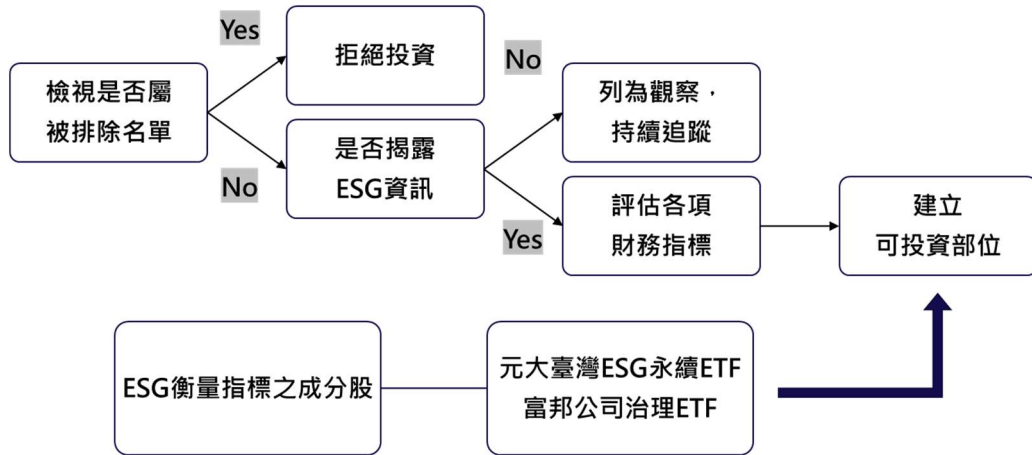 檢視是否屬
被排除名單
Yes
拒絕投資
No
是否揭露
ESG資訊
No
列為觀察，
持續追蹤
Yes
評估各項
財務指標
建立
可投資部位
ESG衡量指標之成分股
元大臺灣ESG永續ETF
富邦公司治理ETF